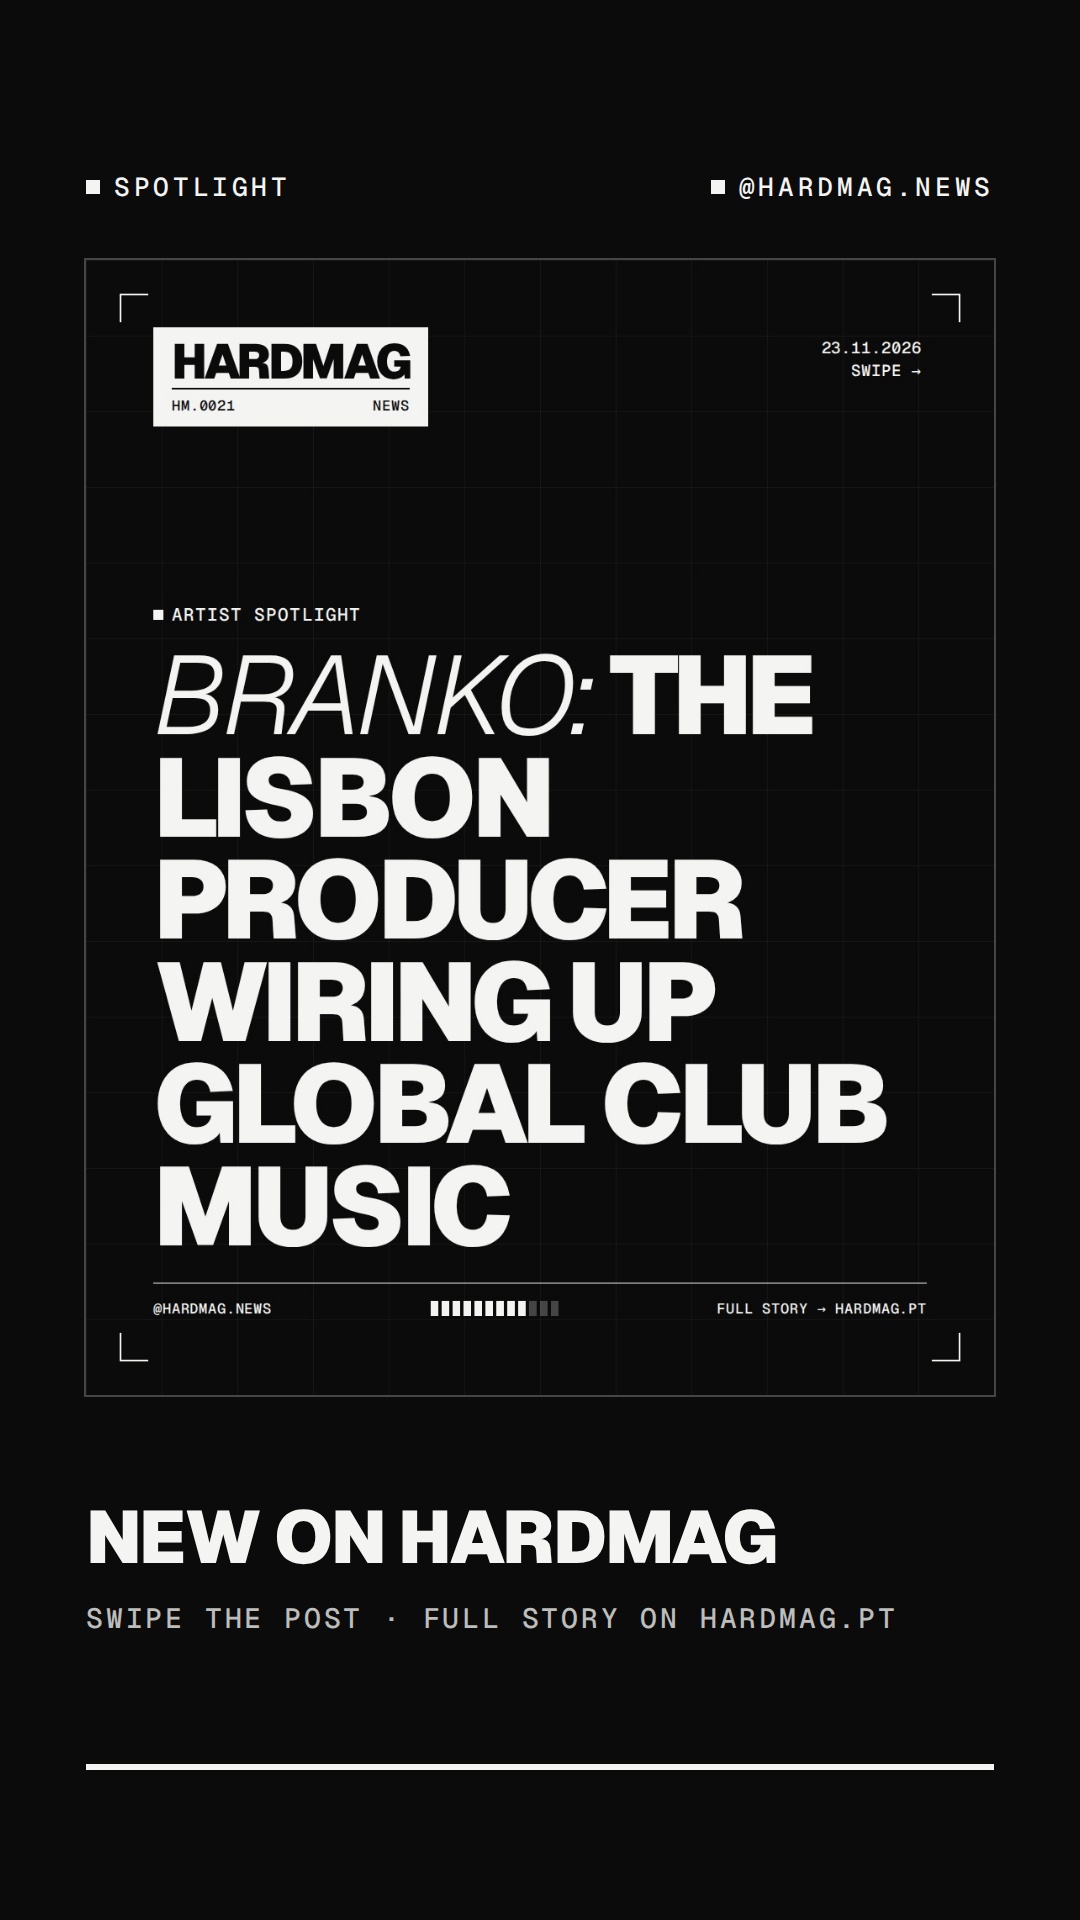 SPOTLIGHT
@HARDMAG.NEWS
HARDMAG
HM.0021 NEWS
23.11.2026
SWIPE →
ARTIST SPOTLIGHT
BRANKO: THE
LISBON
PRODUCER
WIRING UP
GLOBAL CLUB
MUSIC
@HARDMAG.NEWS
FULL STORY → HARDMAG.PT
NEW ON HARDMAG
SWIPE THE POST · FULL STORY ON HARDMAG.PT